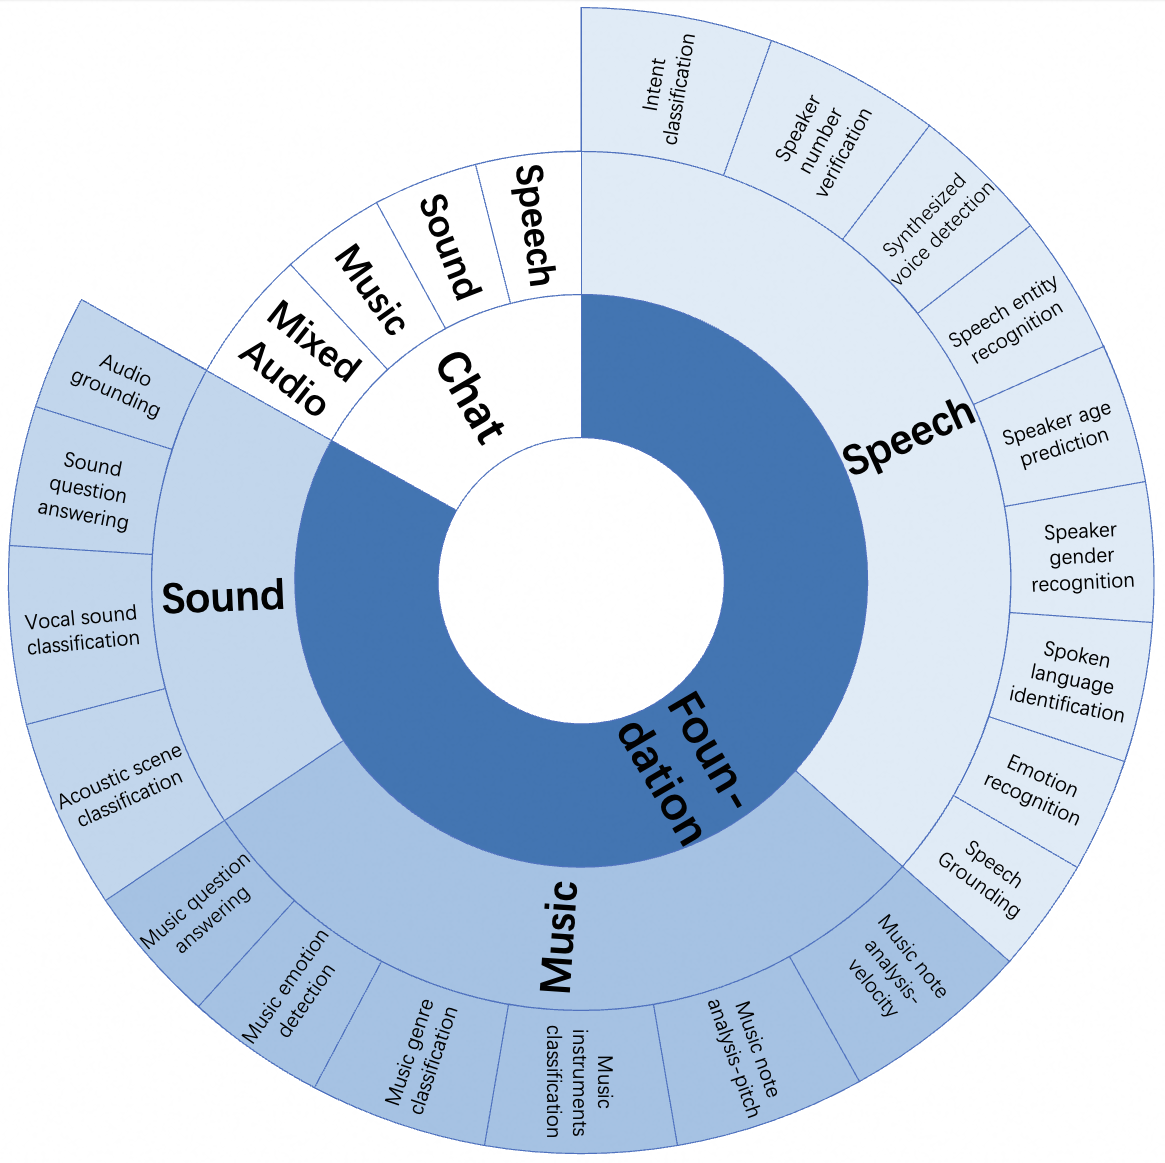 Foun-
dation
Speech
Intent
classification
Speaker
number
verification
Synthesized
voice detection
Speech entity
recognition
Speaker age
prediction
Speaker
gender
recognition
Spoken
language
identification
Emotion
recognition
Speech
Grounding
Music
Music note
analysis-
velocity
Music note
analysis-pitch
Music
instruments
classification
Music genre
classification
Music emotion
detection
Music question
answering
Sound
Acoustic scene
classification
Vocal sound
classification
Sound
question
answering
Audio
grounding
Chat
Mixed
Audio
Music
Sound
Speech